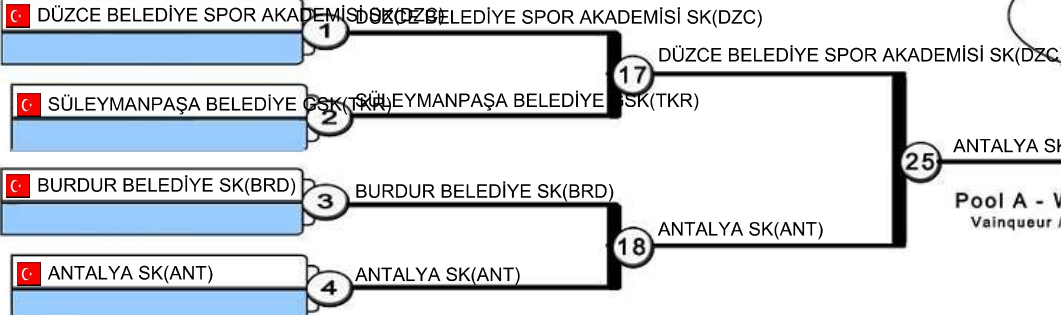 DÜZCE BELEDİYE SPOR AKADEMİSİ SK(DZC)
1
DÜZCE BELEDİYE SPOR AKADEMİSİ SK(DZC)
17
DÜZCE BELEDİYE SPOR AKADEMİSİ SK(DZC
SÜLEYMANPAŞA BELEDİYE GSK(TKR)
2
SÜLEYMANPAŞA BELEDİYE GSK(TKR)
25
ANTALYA SK
Pool A -
Vainqueur
BURDUR BELEDİYE SK(BRD)
3
BURDUR BELEDİYE SK(BRD)
18
ANTALYA SK(ANT)
ANTALYA SK(ANT)
4
ANTALYA SK(ANT)